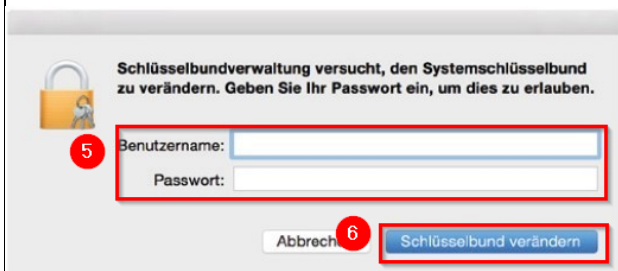 Schlüsselbundverwaltung versucht, den Systemschlüsselbund
zu verändern. Geben Sie Ihr Passwort ein, um dies zu erlauben.
5
Benutzername:
Passwort:
Abbreche
6
Schlüsselbund verändern